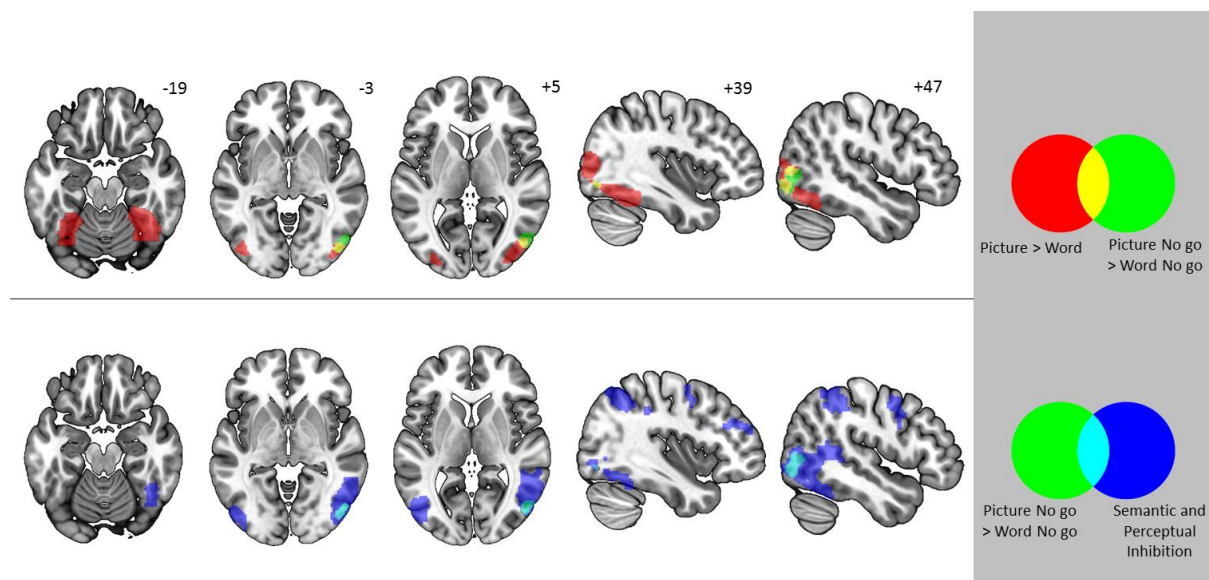 -19
-3
+5
+39
+47
Picture > Word
Picture No go
> Word No go
Picture No go
> Word No go
Semantic and
Perceptual
Inhibition